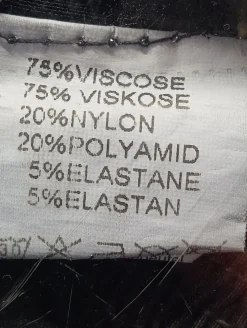 75%VISCOSE
75% VISKOSE
20%NYLON
20%POLYAMID
5%ELASTANE
5%ELASTAN